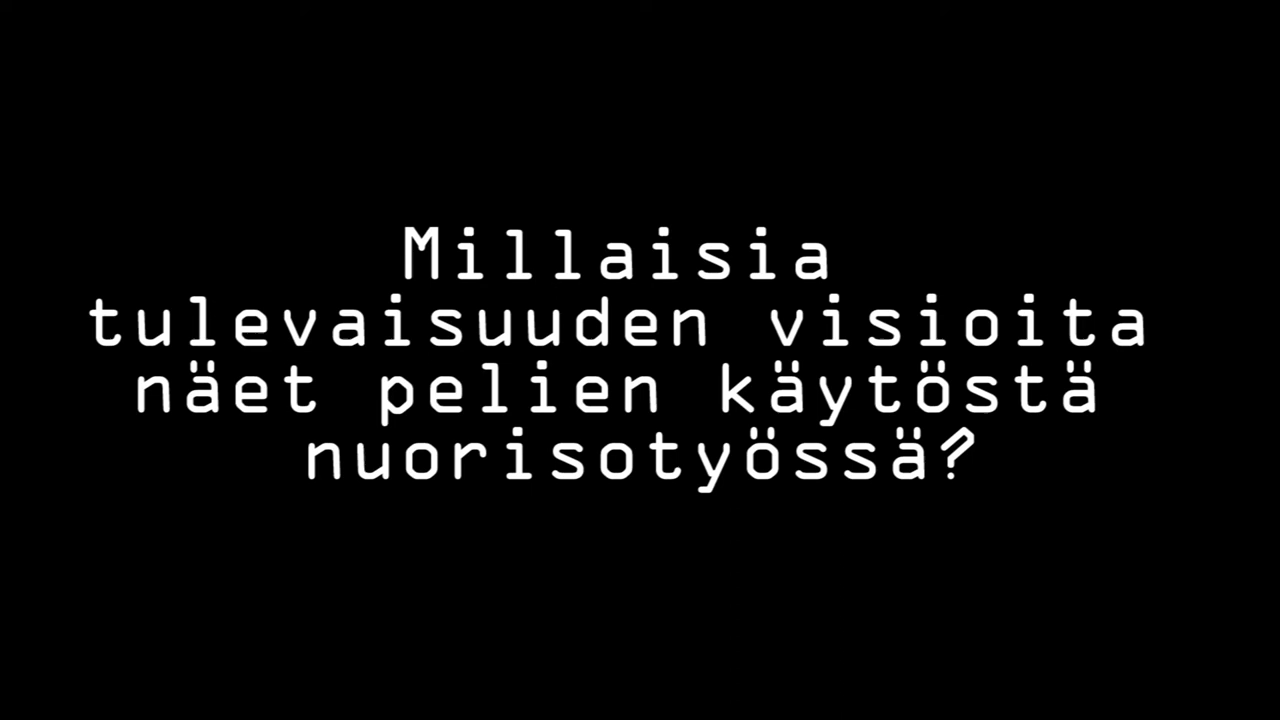 Millaisia
tulevaisuuden visioita
näet pelien käytöstä
nuorisotyössä?